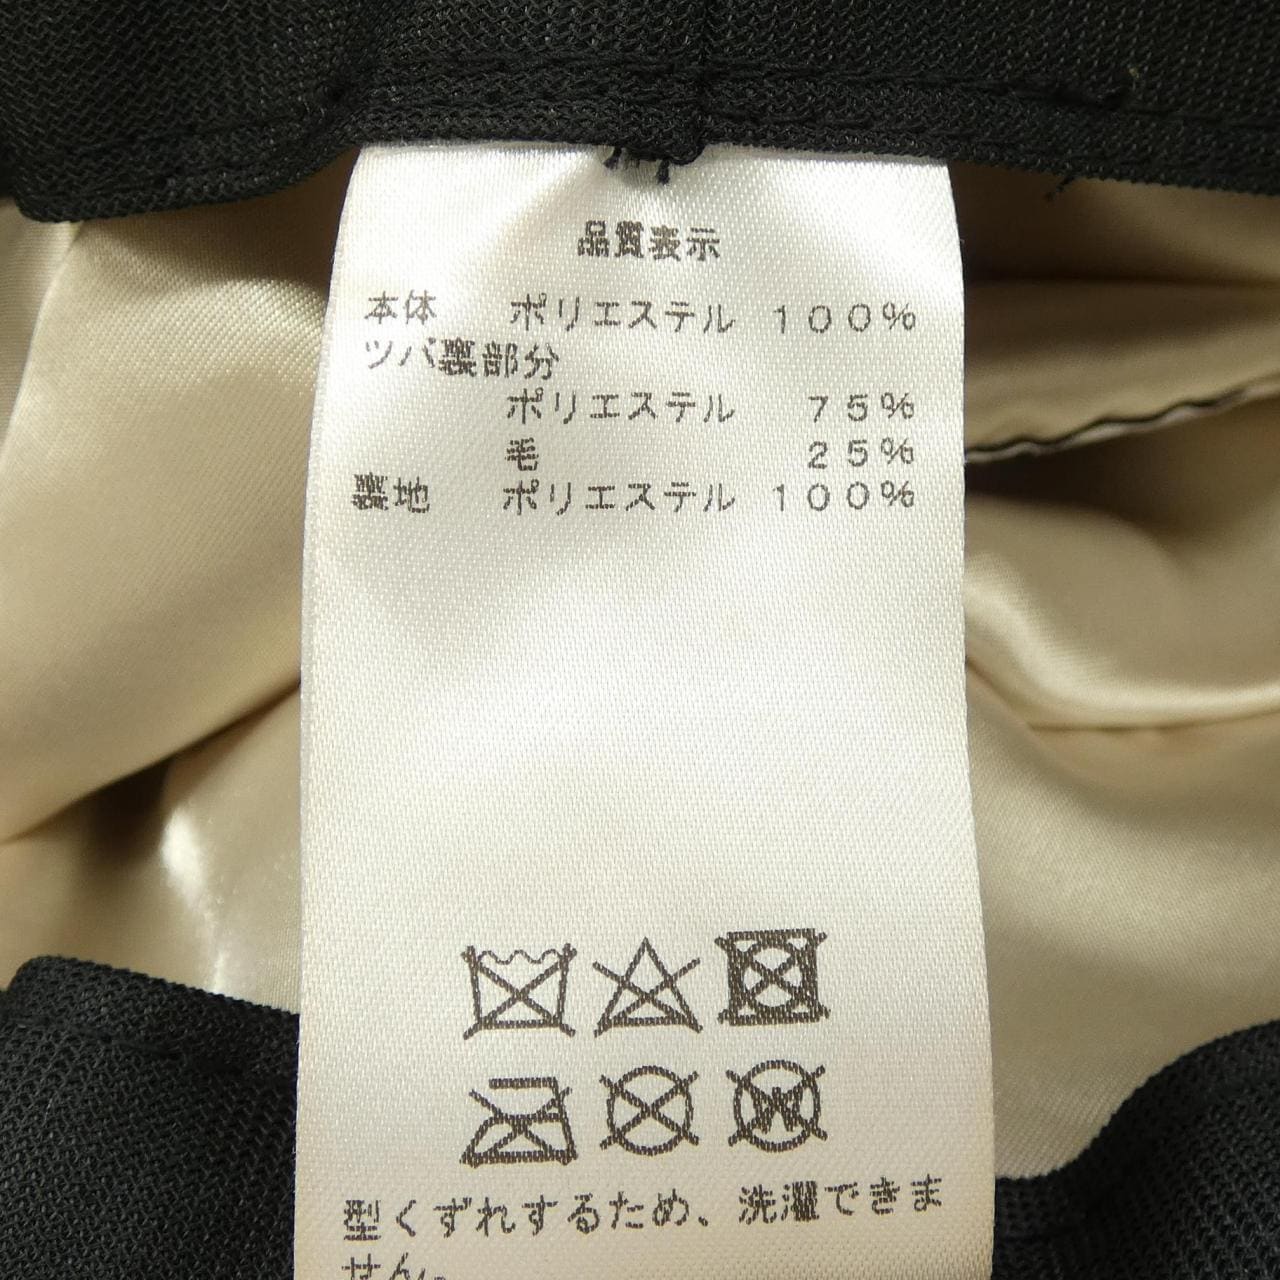 品質表示
本体 ポリエステル 100%
ツバ裏部分
ポリエステル 75%
毛 25%
裏地 ポリエステル 100%
W
型くずれするため、洗濯できま
せん。